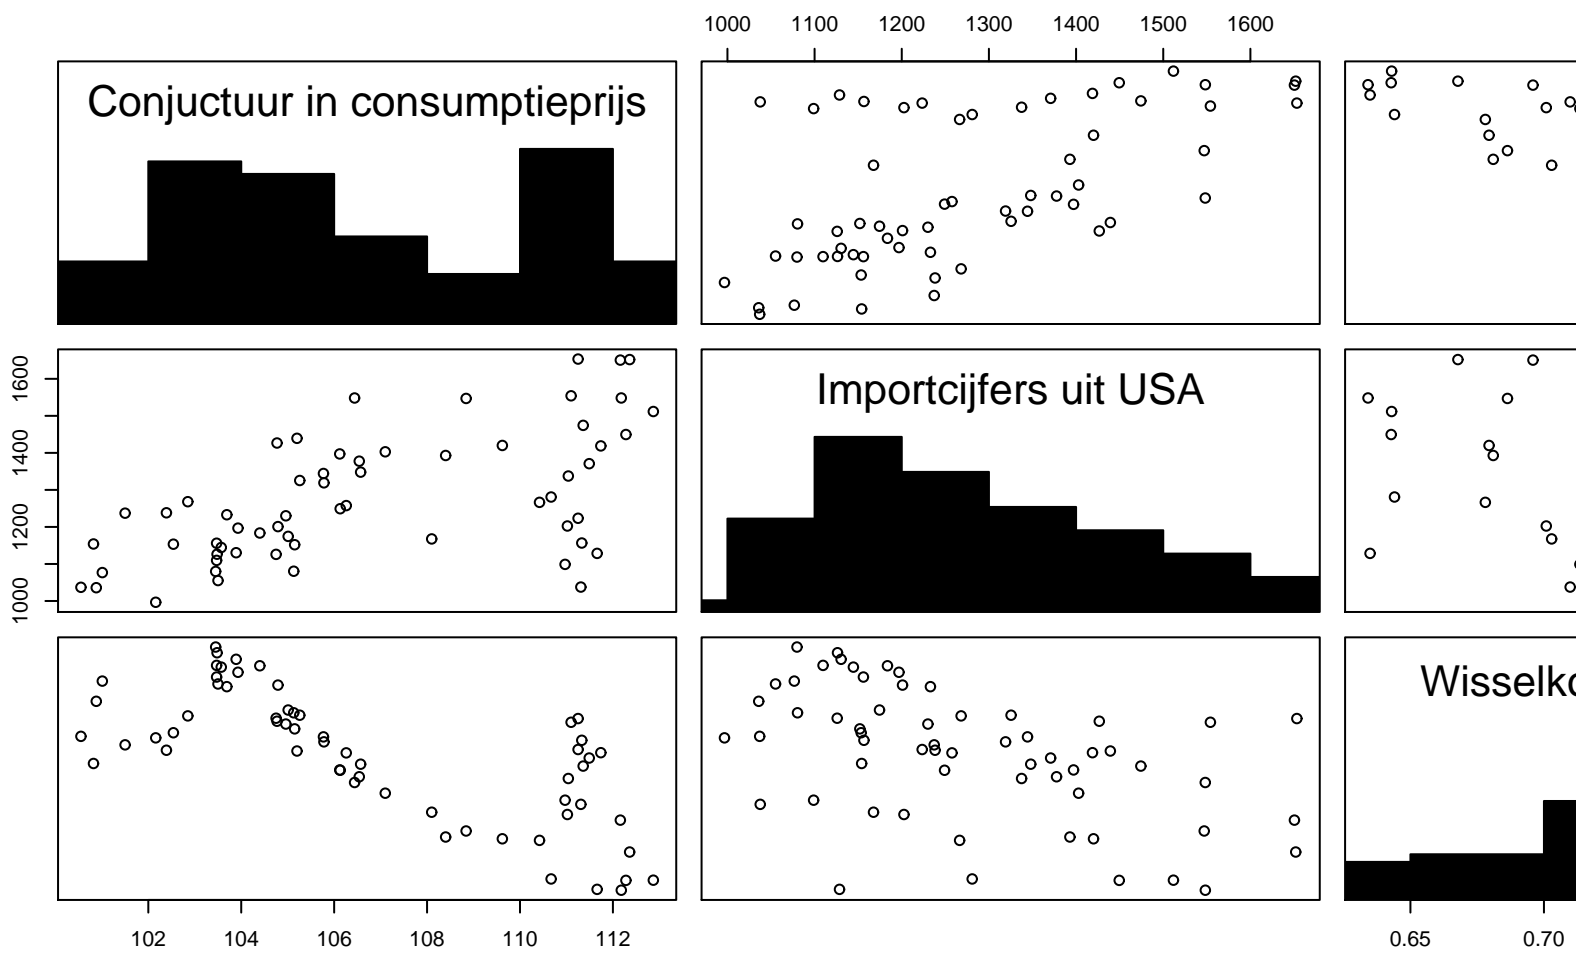 1000 1100 1200 1300 1400 1500 1600
Conjuctuur in consumptieprijs
Importcijfers uit USA
1000 1200 1400 1600
102 104 106 108 110 112
0.65 0.70